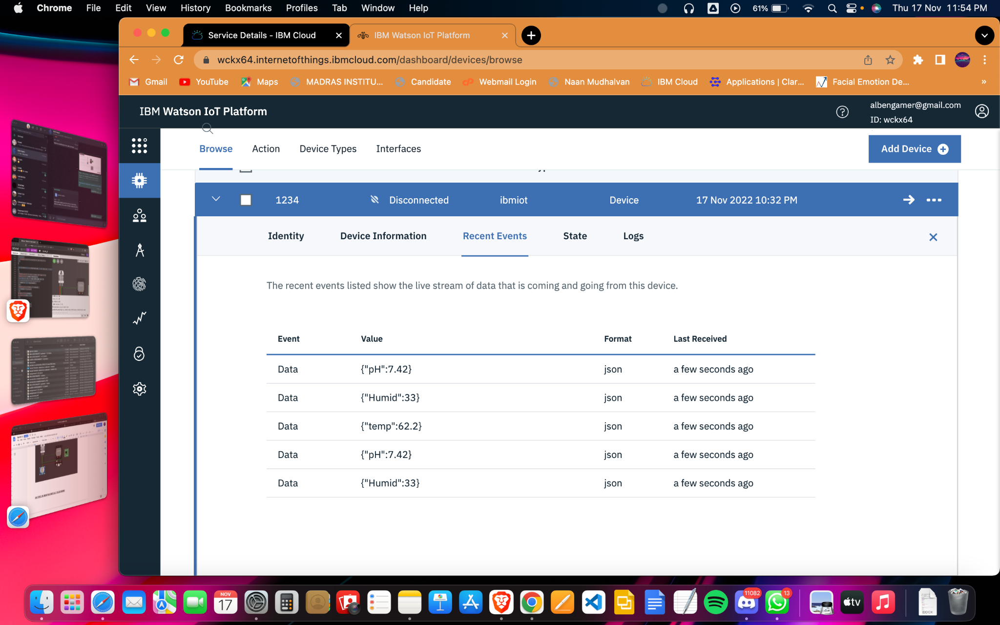 Chrome File Edit View History Bookmarks Profiles Tab Window Help 61% Thu 17 Nov 11:54 PM
Service Details - IBM Cloud IBM Watson IoT Platform
wckx64.internetofthings.ibmcloud.com/dashboard/devices/browse
Gmail YouTube Maps MADRAS INSTITU... Candidate Webmail Login Naan Mudhalvan IBM Cloud Applications | Clar... Facial Emotion De... »
IBM Watson IoT Platform
albengamer@gmail.com
ID: wckx64
Browse Action Device Types Interfaces Add Device
1234 Disconnected ibmiot Device 17 Nov 2022 10:32 PM
Identity Device Information Recent Events State Logs
The recent events listed show the live stream of data that is coming and going from this device.
Event Value Format Last Received
Data {"pH":7.42} json a few seconds ago
Data {"Humid":33} json a few seconds ago
Data {"temp":62.2} json a few seconds ago
Data {"pH":7.42} json a few seconds ago
Data {"Humid":33} json a few seconds ago
NOV
17
11082
13
tv
DOCX